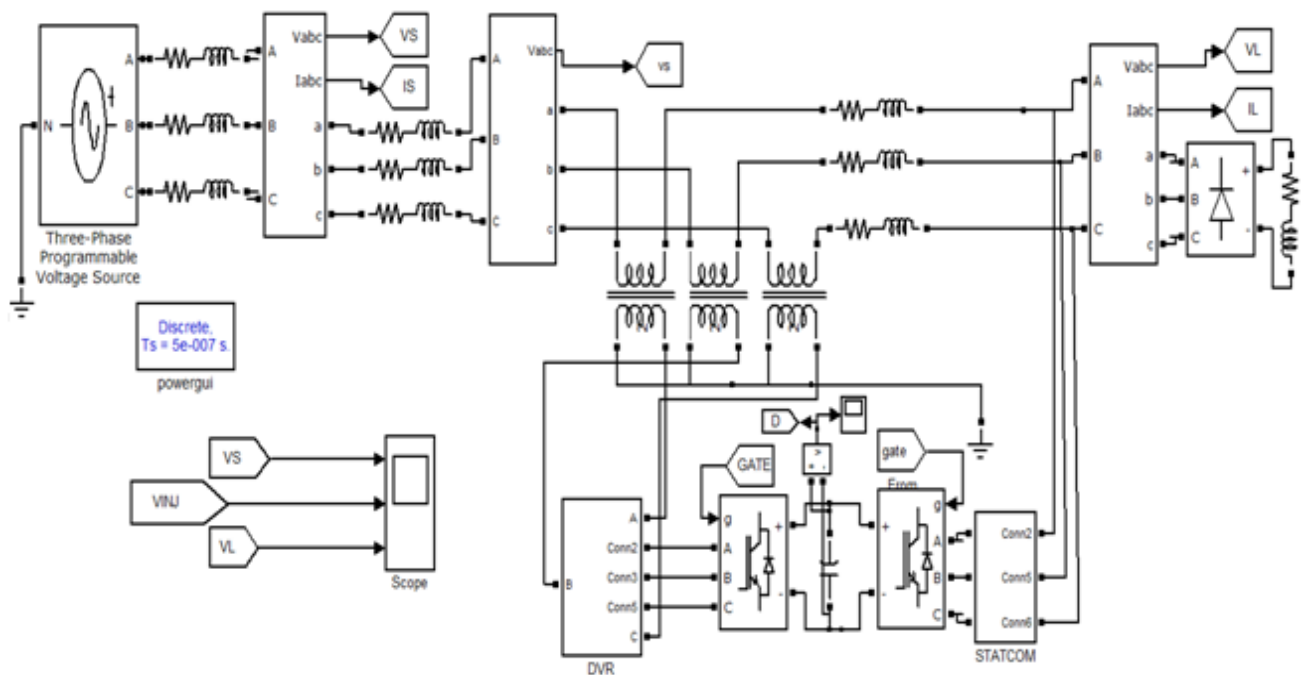 A
B
C
N
Three-Phase
Programmable
Voltage Source
A
B
C
Vabc
Iabc
a
b
c
VS
IS
A
B
C
Vabc
a
b
c
vs
A
B
C
Vabc
Iabc
a
b
c
VL
IL
A
B
C
+
-
Discrete,
Ts = 5e-007 s.
powergui
VS
VINJ
VL
Scope
A
Conn2
Conn3
Conn5
B
C
DVR
GATE
g
A
B
C
+
-
D
v
+
-
gate
From
g
+
-
A
B
C
Conn2
Conn5
Conn6
STATCOM